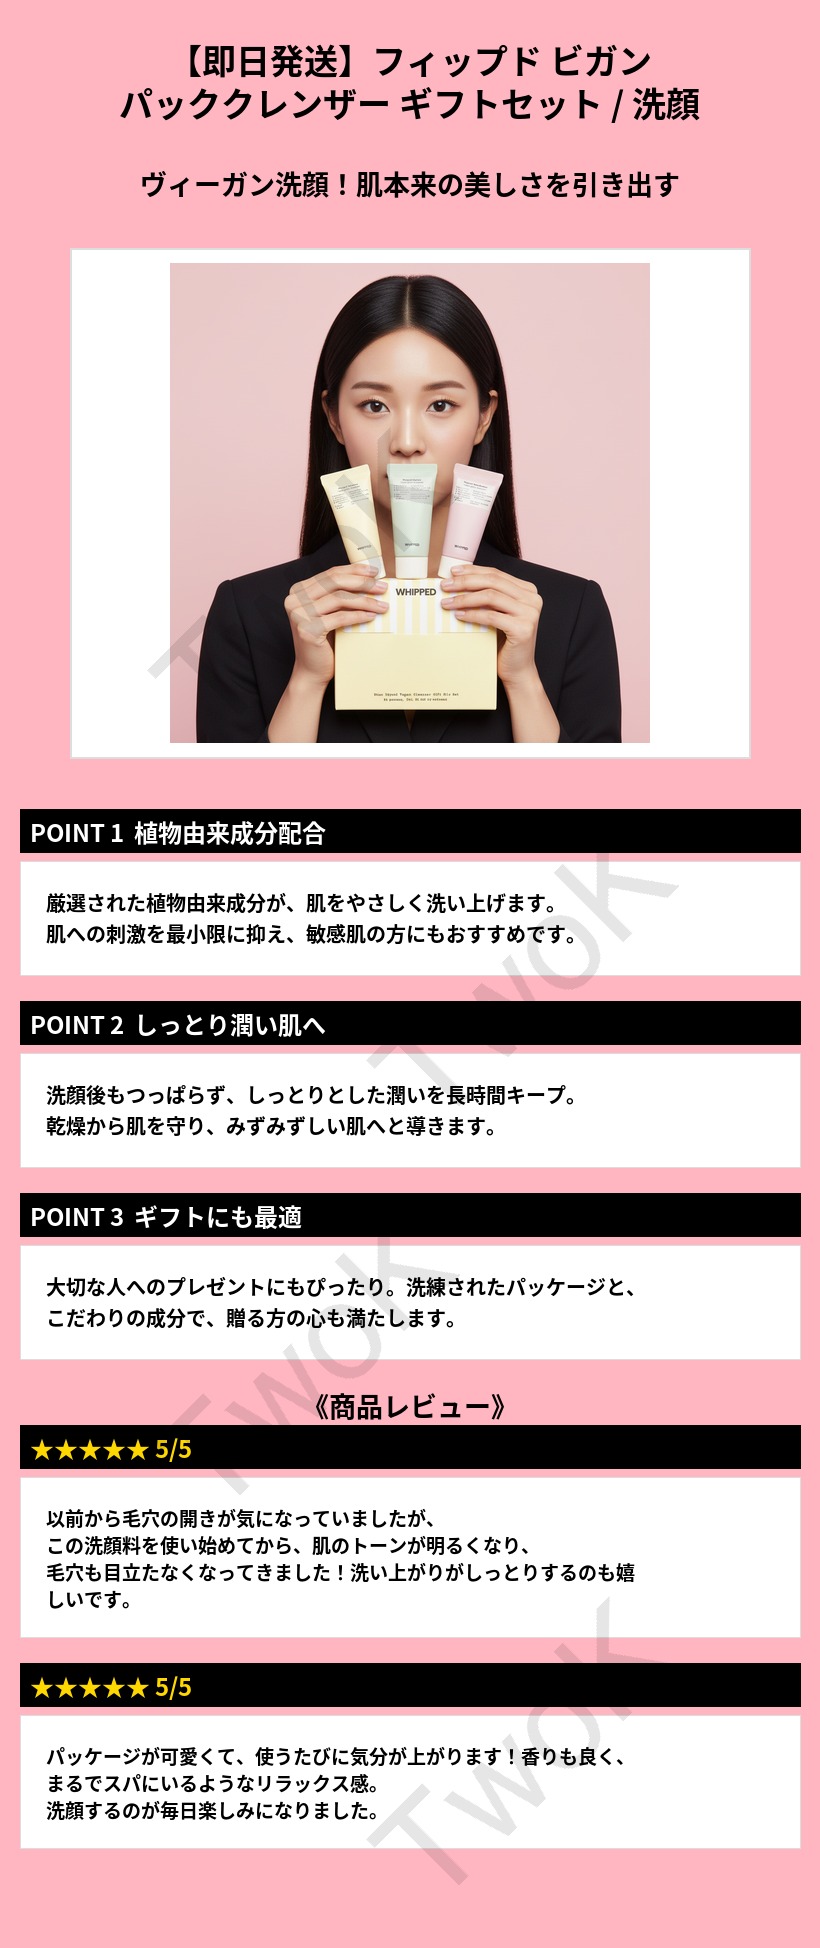 【即日発送】フィップド ビガン
パッククレンザー ギフトセット / 洗顔
ヴィーガン洗顔！肌本来の美しさを引き出す
WHIPPED
TwoK
POINT 1 植物由来成分配合
厳選された植物由来成分が、肌をやさしく洗い上げます。
肌への刺激を最小限に抑え、敏感肌の方にもおすすめです。
TwoK
POINT 2 しっとり潤い肌へ
洗顔後もつっぱらず、しっとりとした潤いを長時間キープ。
乾燥から肌を守り、みずみずしい肌へと導きます。
POINT 3 ギフトにも最適
大切な人へのプレゼントにもぴったり。洗練されたパッケージと、
こだわりの成分で、贈る方の心も満たします。
TwoK
《商品レビュー》
★★★★★ 5/5
以前から毛穴の開きが気になっていましたが、
この洗顔料を使い始めてから、肌のトーンが明るくなり、
毛穴も目立たなくなってきました！洗い上がりがしっとりするのも嬉
しいです。
★★★★★ 5/5
パッケージが可愛くて、使うたびに気分が上がります！香りも良く、
まるでスパにいるようなリラックス感。
洗顔するのが毎日楽しみになりました。
TwoK